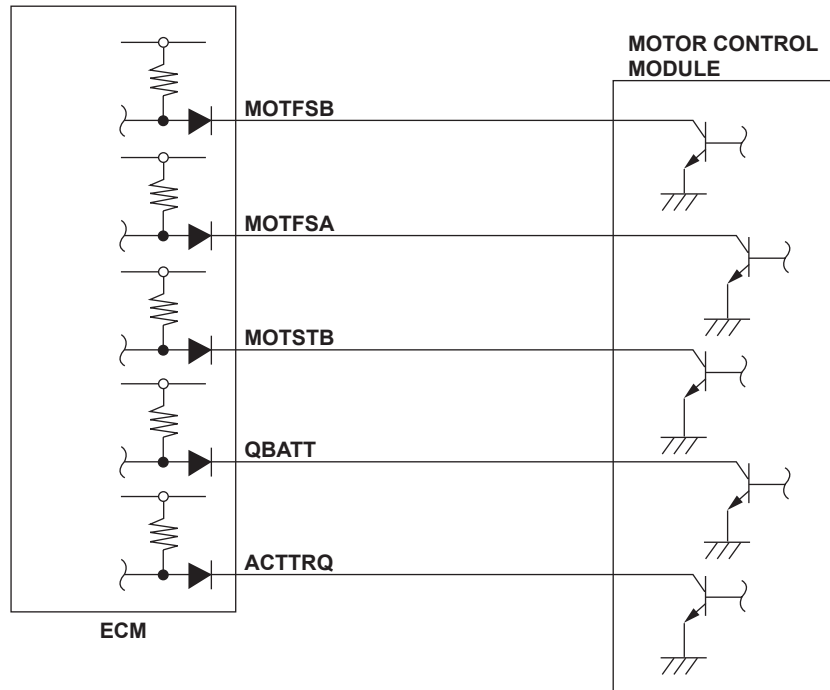 MOTOR CONTROL
MODULE
MOTFSB
MOTFSA
MOTSTB
QBATT
ACTTRQ
ECM